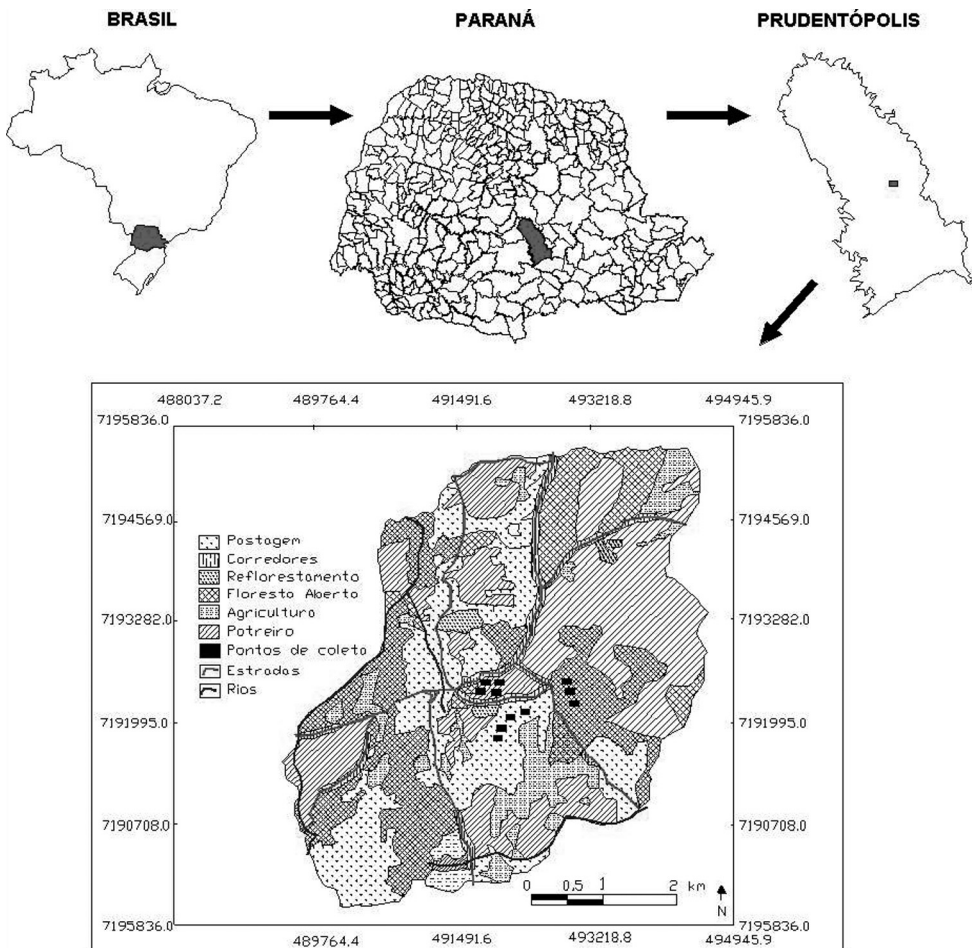 BRASIL
PARANÁ
PRUDENTÓPOLIS
488037.2 489764.4 491491.6 493218.8 494945.9
7195836.0 7195836.0
7194569.0 7194569.0
Pastagem
Corredores
Reflorestamento
Floresta Aberta
Agricultura
Potreiro
Pontos de coleta
Estradas
Rios
7193282.0 7193282.0
7191995.0 7191995.0
7190708.0 7190708.0
0 0,5 1 2 km
N
7195836.0 7195836.0
489764.4 491491.6 493218.8 494945.9